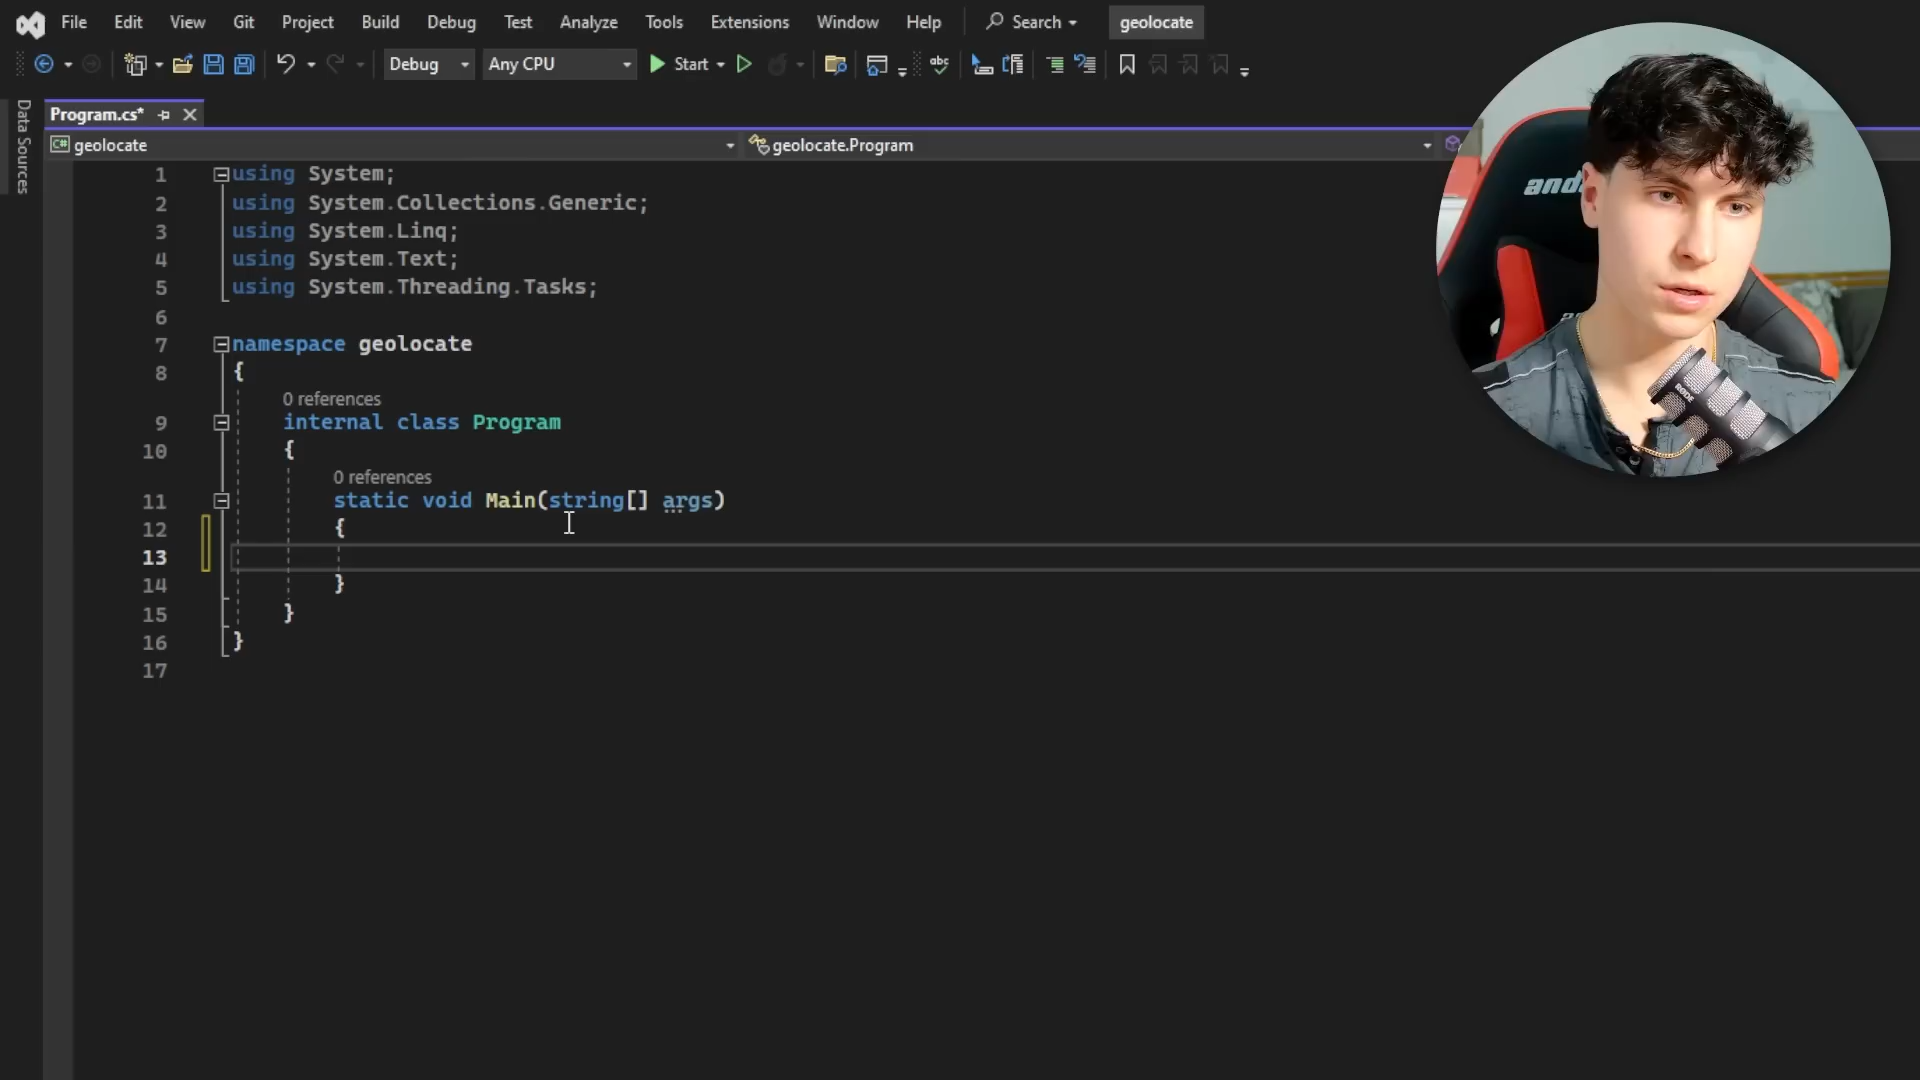 File Edit View Git Project Build Debug Test Analyze Tools Extensions Window Help Search geolocate
Debug Any CPU Start abc
Data Sources
Program.cs*
C# geolocate geolocate.Program
1 using System;
2 using System.Collections.Generic;
3 using System.Linq;
4 using System.Text;
5 using System.Threading.Tasks;
6
7 namespace geolocate
8 {
0 references
9 internal class Program
10 {
0 references
11 static void Main(string[] args)
12 {
13
14 }
15 }
16 }
17
RODE